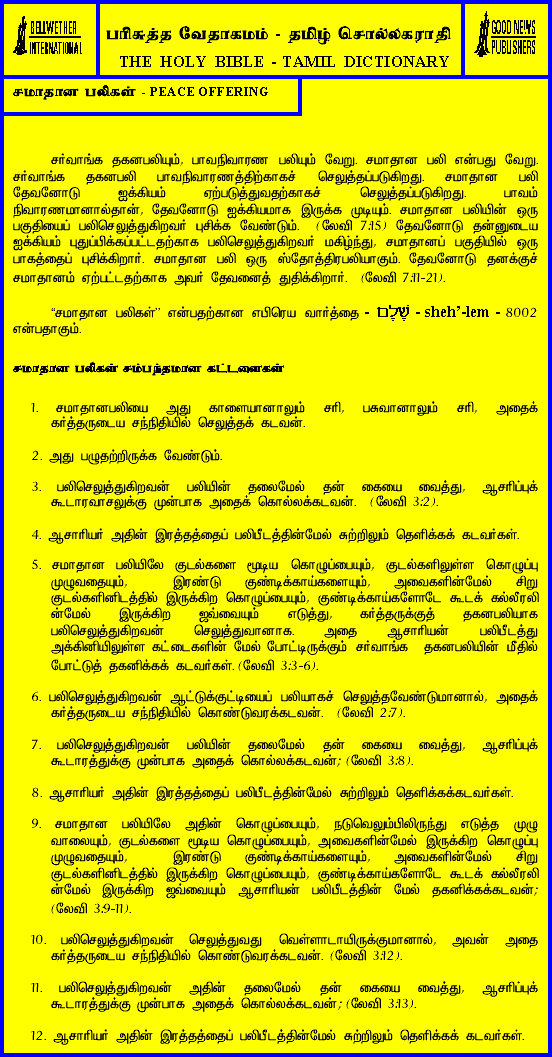 BELLWETHER
INTERNATIONAL
பரிசுத்த வேதாகமம் - தமிழ் சொல்லகராதி
THE HOLY BIBLE - TAMIL DICTIONARY
GOOD NEWS
PUBLISHERS
சமாதான பலிகள் - PEACE OFFERING
சர்வாங்க தகனபலியும், பாவநிவாரண பலியும் வேறு. சமாதான பலி என்பது வேறு.
சர்வாங்க தகனபலி பாவநிவாரணத்திற்காகச் செலுத்தப்படுகிறது. சமாதான பலி
தேவனோடு ஐக்கியம் ஏற்படுத்துவதற்காகச் செலுத்தப்படுகிறது. பாவம்
நிவாரணமானால்தான், தேவனோடு ஐக்கியமாக இருக்க முடியும். சமாதான பலியின் ஒரு
பகுதியைப் பலிசெலுத்துகிறவர் புசிக்க வேண்டும். (லேவி 7:15) தேவனோடு தன்னுடைய
ஐக்கியம் புதுப்பிக்கப்பட்டதற்காக பலிசெலுத்துகிறவர் மகிழ்ந்து, சமாதானப் பகுதியில் ஒரு
பாகத்தைப் புசிக்கிறார். சமாதான பலி ஒரு ஸ்தோத்திரபலியாகும். தேவனோடு தனக்குச்
சமாதானம் ஏற்பட்டதற்காக அவர் தேவனைத் துதிக்கிறார். (லேவி 7:11-21).
“சமாதான பலிகள்” என்பதற்கான எபிரெய வார்த்தை - שֶׁלֶם - sheh’-lem - 8002
என்பதாகும்.
சமாதான பலிகள் சம்பந்தமான கட்டளைகள்
1. சமாதானபலியை அது காளையானாலும் சரி, பசுவானாலும் சரி, அதைக்
கர்த்தருடைய சந்நிதியில் செலுத்தக் கடவன்.
2. அது பழுதற்றிருக்க வேண்டும்.
3. பலிசெலுத்துகிறவன் பலியின் தலைமேல் தன் கையை வைத்து, ஆசரிப்புக்
கூடாரவாசலுக்கு முன்பாக அதைக் கொல்லக்கடவன். (லேவி 3:2).
4. ஆசாரியர் அதின் இரத்தத்தைப் பலிபீடத்தின்மேல் சுற்றிலும் தெளிக்கக் கடவர்கள்.
5. சமாதான பலியிலே குடல்களை மூடிய கொழுப்பையும், குடல்களிலுள்ள கொழுப்பு
முழுவதையும், இரண்டு குண்டிக்காய்களையும், அவைகளின்மேல் சிறு
குடல்களினிடத்தில் இருக்கிற கொழுப்பையும், குண்டிக்காய்களோடே கூடக் கல்லீரலி
ன்மேல் இருக்கிற ஜவ்வையும் எடுத்து, கர்த்தருக்குத் தகனபலியாக
பலிசெலுத்துகிறவன் செலுத்துவானாக. அதை ஆசாரியன் பலிபீடத்து
அக்கினியிலுள்ள கட்டைகளின் மேல் போட்டிருக்கும் சர்வாங்க தகனபலியின் மீதில்
போட்டுத் தகனிக்கக் கடவர்கள். (லேவி 3:3-6).
6. பலிசெலுத்துகிறவன் ஆட்டுக்குட்டியைப் பலியாகச் செலுத்தவேண்டுமானால், அதைக்
கர்த்தருடைய சந்நிதியில் கொண்டுவரக்கடவன். (லேவி 2:7).
7. பலிசெலுத்துகிறவன் பலியின் தலைமேல் தன் கையை வைத்து, ஆசரிப்புக்
கூடாரத்துக்கு முன்பாக அதைக் கொல்லக்கடவன்; (லேவி 3:8).
8. ஆசாரியர் அதின் இரத்தத்தைப் பலிபீடத்தின்மேல் சுற்றிலும் தெளிக்கக்கடவர்கள்.
9. சமாதான பலியிலே அதின் கொழுப்பையும், நடுவெலும்பிலிருந்து எடுத்த முழு
வாலையும், குடல்களை மூடிய கொழுப்பையும், அவைகளின்மேல் இருக்கிற கொழுப்பு
முழுவதையும், இரண்டு குண்டிக்காய்களையும், அவைகளின்மேல் சிறு
குடல்களினிடத்தில் இருக்கிற கொழுப்பையும், குண்டிக்காய்களோடே கூடக் கல்லீரலி
ன்மேல் இருக்கிற ஜவ்வையும் ஆசாரியன் பலிபீடத்தின் மேல் தகனிக்கக்கடவன்;
(லேவி 3:9-11).
10. பலிசெலுத்துகிறவன் செலுத்துவது வெள்ளாடாயிருக்குமானால், அவன் அதை
கர்த்தருடைய சந்நிதியில் கொண்டுவரக்கடவன். (லேவி 3:12).
11. பலிசெலுத்துகிறவன் அதின் தலைமேல் தன் கையை வைத்து, ஆசரிப்புக்
கூடாரத்துக்கு முன்பாக அதைக் கொல்லக்கடவன்; (லேவி 3:13).
12. ஆசாரியர் அதின் இரத்தத்தைப் பலிபீடத்தின்மேல் சுற்றிலும் தெளிக்கக் கடவர்கள்.